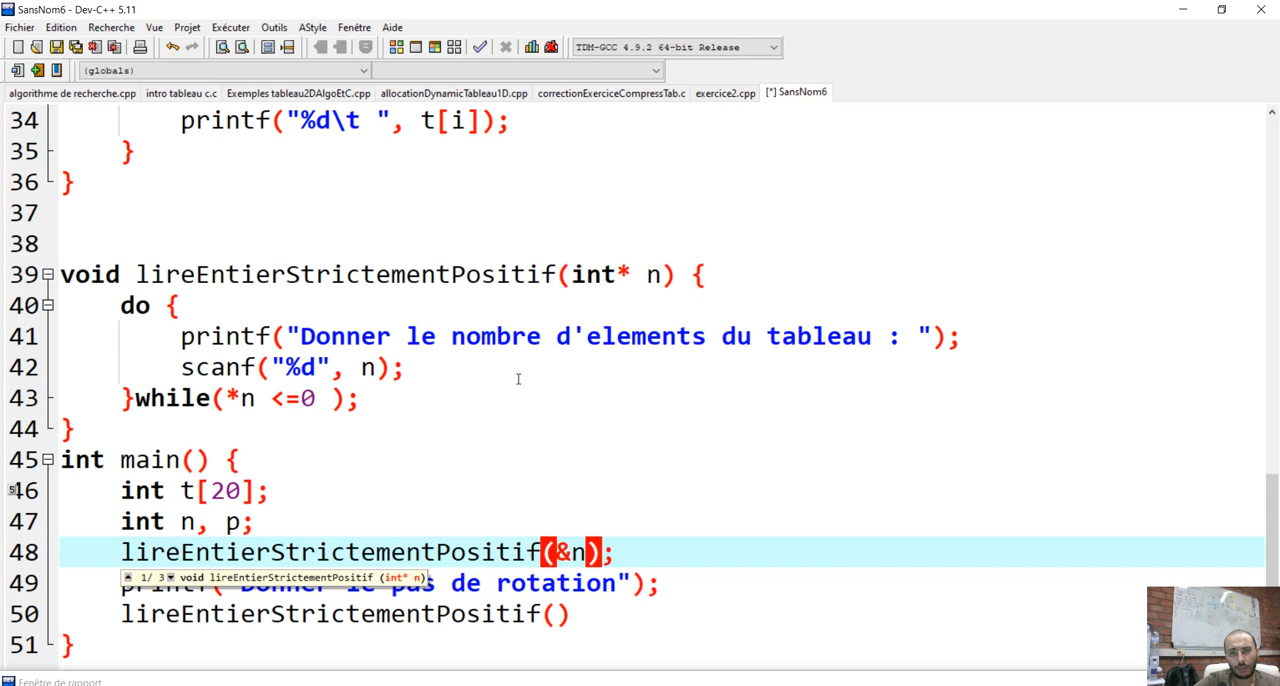 SansNom6 - Dev-C++ 5.11
Fichier Edition Recherche Vue Projet Exécuter Outils AStyle Fenêtre Aide
TDM-GCC 4.9.2 64-bit Release
(globals)
algorithme de recherche.cpp intro tableau c.c Exemples tableau2DAlgoEtC.cpp allocationDynamicTableau1D.cpp correctionExerciceCompressTab.c exercice2.cpp [*] SansNom6
34 printf("%d\t ", t[i]);
35 }
36 }
37
38
39 void lireEntierStrictementPositif(int* n) {
40 do {
41 printf("Donner le nombre d'elements du tableau : ");
42 scanf("%d", n);
43 }while(*n <=0 );
44 }
45 int main() {
46 int t[20];
47 int n, p;
48 lireEntierStrictementPositif(&n);
1/ 3 void lireEntierStrictementPositif (int* n)
49 printf("Donner le pas de rotation");
50 lireEntierStrictementPositif()
51 }
Fenêtre de rapport